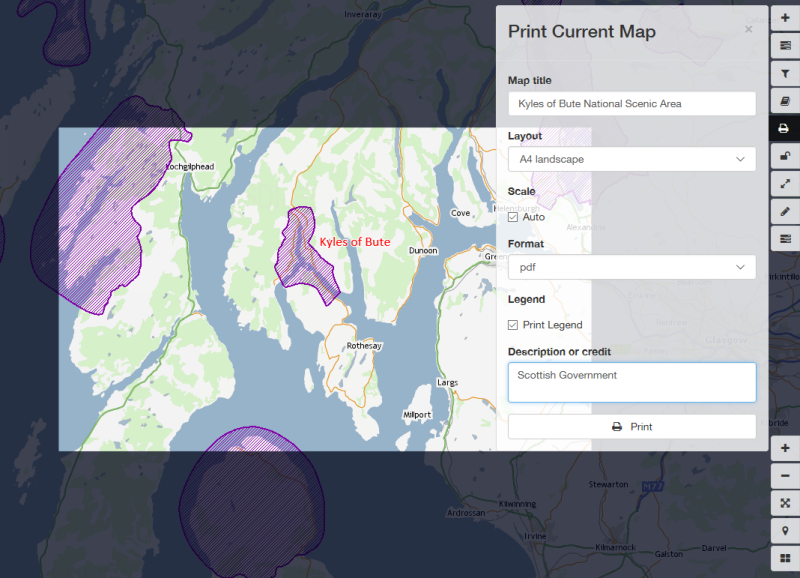 Inveraray
Print Current Map
×
Map title
Kyles of Bute National Scenic Area
Layout
A4 landscape
Lochgilphead
Scale
Auto
Cove
Helensburgh
Alexandria
Kyles of Bute
Format
Dunoon
pdf
Legend
Print Legend
Glasgow
Rothesay
Description or credit
Scottish Government
Largs
Millport
Print
Stewarton
M77
Kilwinning
Ardrossan
Irvine
Kilmarnock
Darvel
Galston